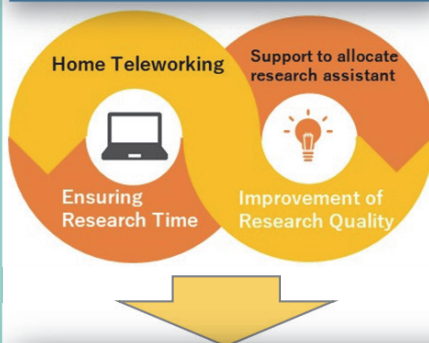 Home Teleworking
Support to allocate
research assistant
Ensuring
Research Time
Improvement of
Research Quality